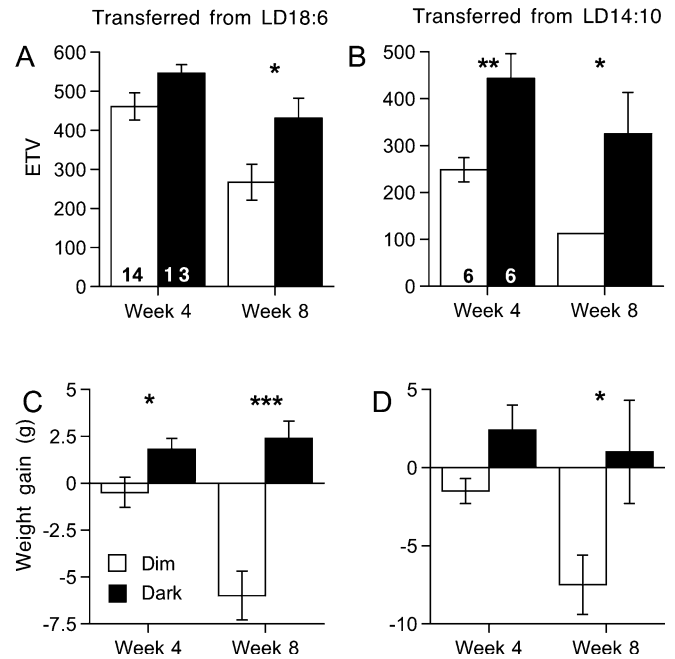 Transferred from LD18:6
Transferred from LD14:10
A
B
ETV
600
500
400
300
200
100
0
*
14
13
Week 4
Week 8
500
400
300
200
100
0
**
*
6
6
Week 4
Week 8
C
D
Weight gain (g)
5
2.5
0
-2.5
-5
-7.5
*
***
Dim
Dark
Week 4
Week 8
5
0
-5
-10
*
Week 4
Week 8